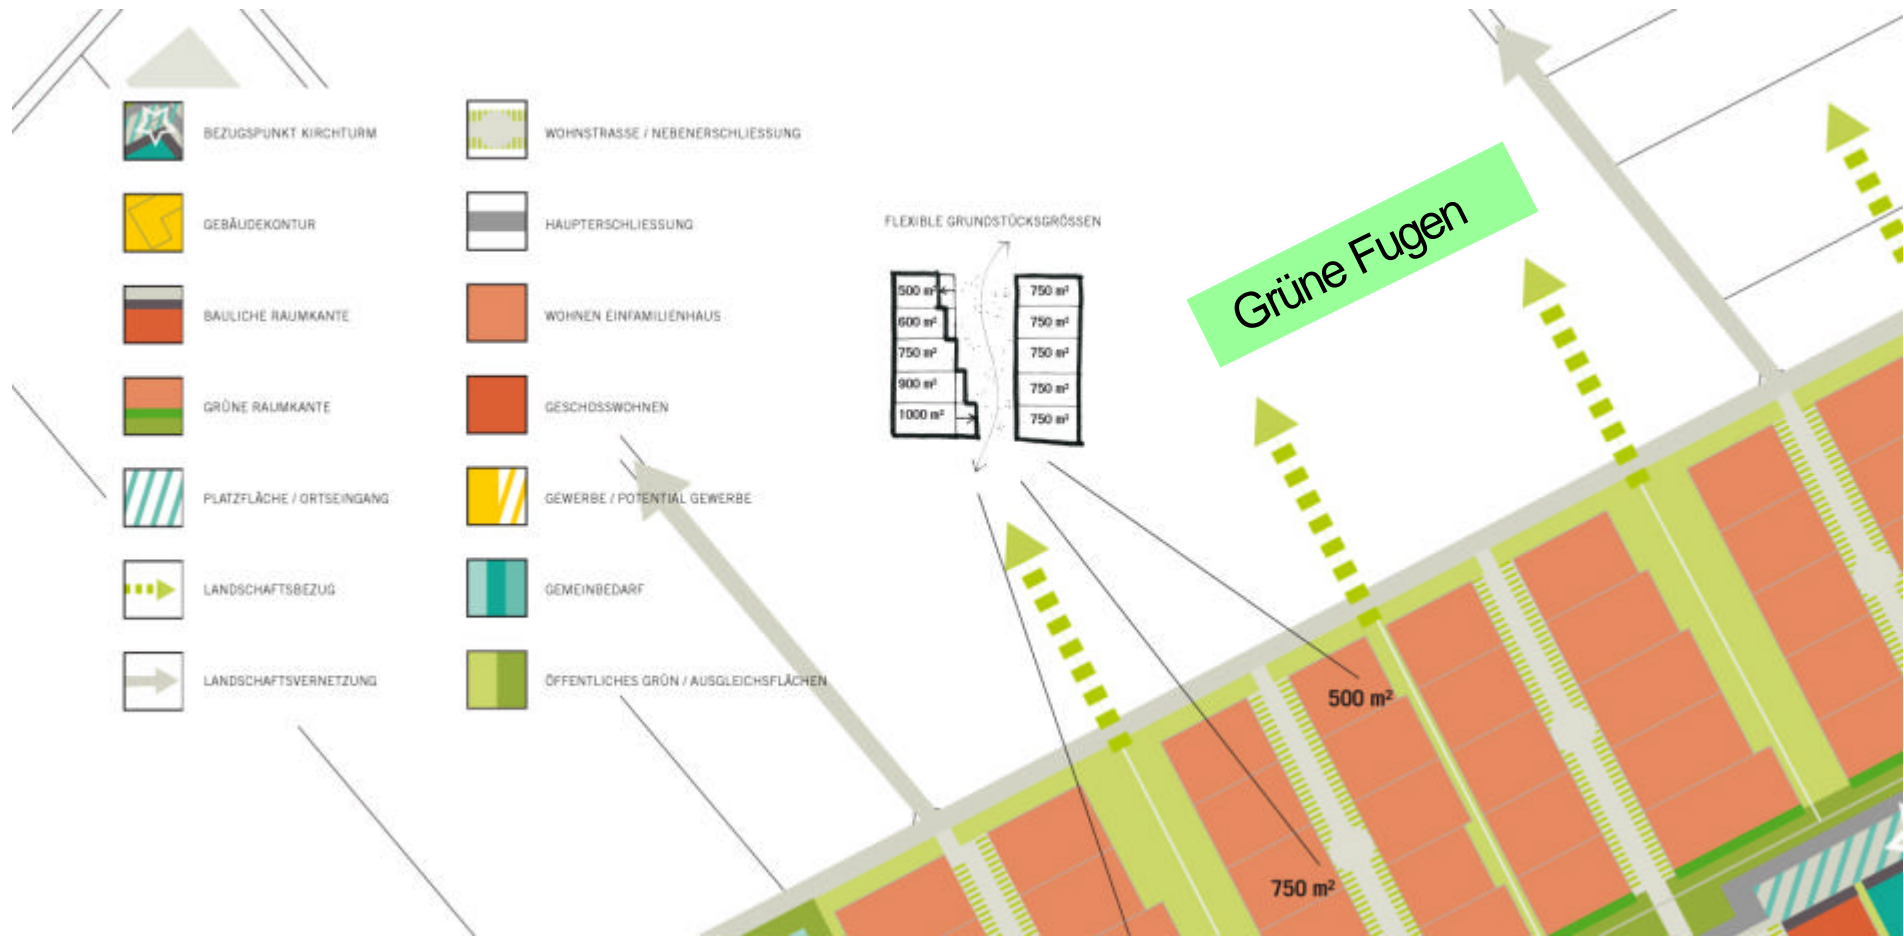 BEZUGSPUNKT KIRCHTURM
GEBÄUDEKONTUR
BAULICHE RAUMKANTE
GRÜNE RAUMKANTE
PLATZFLÄCHE / ORTSEINGANG
LANDSCHAFTSBEZUG
LANDSCHAFTSVERNETZUNG
WOHNSTRASSE / NEBENERSCHLIESSUNG
HAUPTERSCHLIESSUNG
WOHNEN EINFAMILIENHAUS
GESCHOSSWOHNEN
GEWERBE / POTENTIAL GEWERBE
GEMEINBEDARF
ÖFFENTLICHES GRÜN / AUSGLEICHSFLÄCHEN
FLEXIBLE GRUNDSTÜCKSGRÖSSEN
500 m²
600 m²
750 m²
900 m²
1000 m²
750 m²
750 m²
750 m²
750 m²
750 m²
Grüne Fugen
500 m²
750 m²